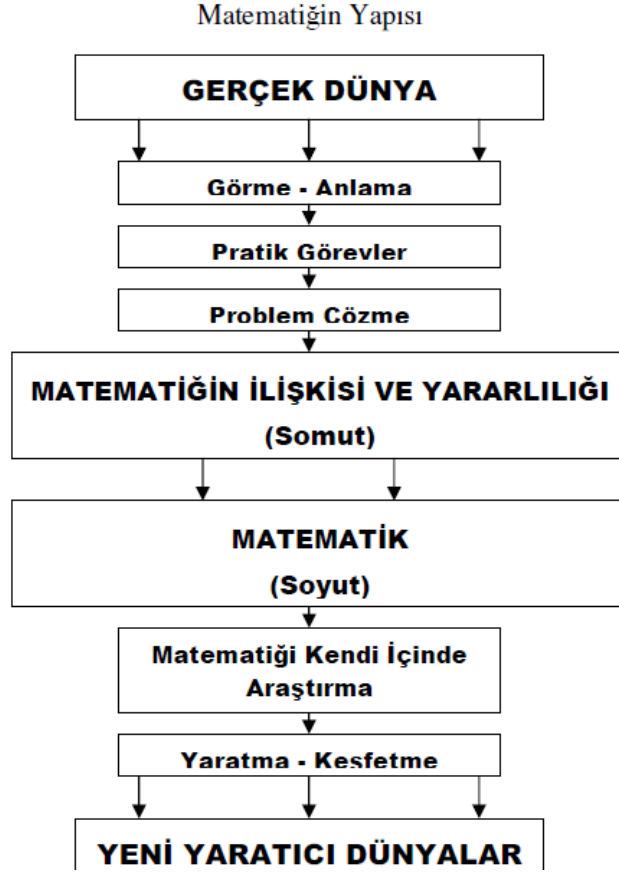 Matematiğin Yapısı
GERÇEK DÜNYA
Görme - Anlama
Pratik Görevler
Problem Çözme
MATEMATİĞİN İLİŞKİSİ VE YARARLILIĞI
(Somut)
MATEMATİK
(Soyut)
Matematiği Kendi İçinde
Araştırma
Yaratma - Keşfetme
YENİ YARATICI DÜNYALAR